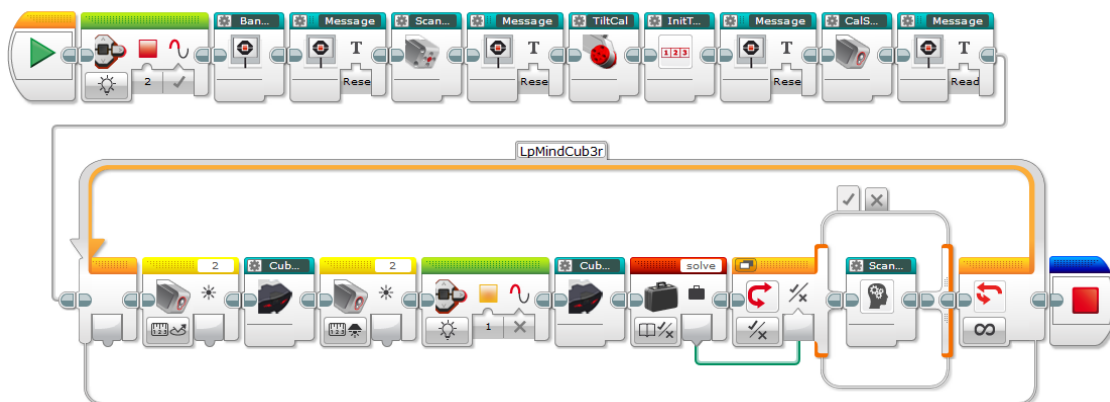 Ban... Message Scan... Message TiltCal InitT... Message CalS... Message
T T T T
2 Rese Rese Rese Read
LpMindCub3r
2 Cub... 2 Cub... solve Scan...
1